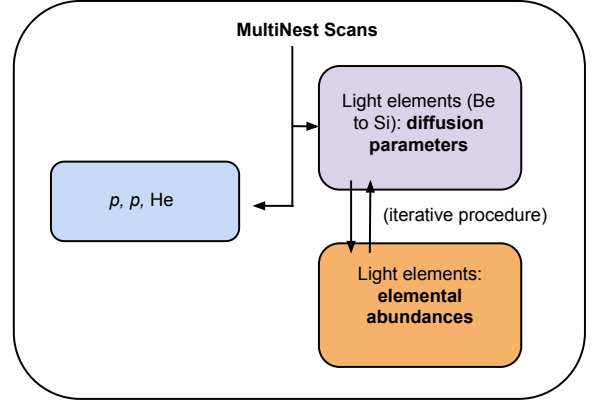 MultiNest Scans
Light elements (Be
to Si): diffusion
parameters
p, p, He
(iterative procedure)
Light elements:
elemental
abundances